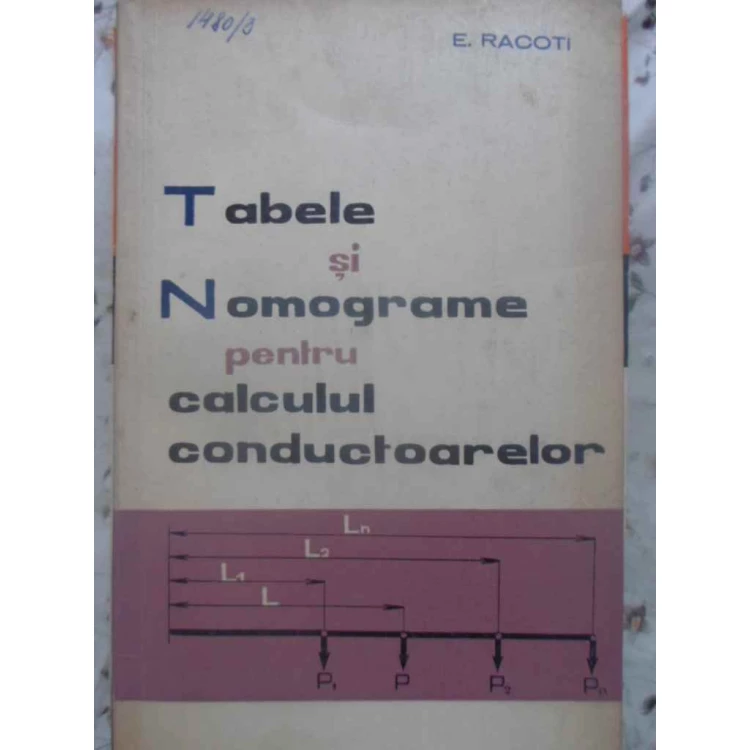 1480/3
E. RACOTI
Tabele
și
Nomograme
pentru
calculul
conductoarelor
Ln
L2
L1
L
P1 P P2 Pn